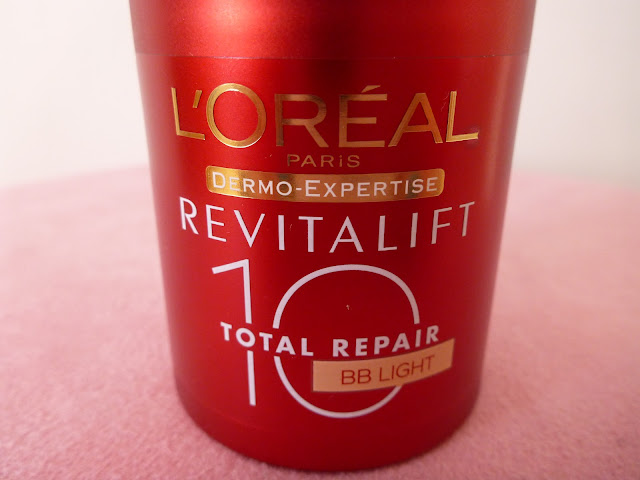 L'ORÉAL
PARIS
DERMO-EXPERTISE
REVITALIFT
10
TOTAL REPAIR
BB LIGHT